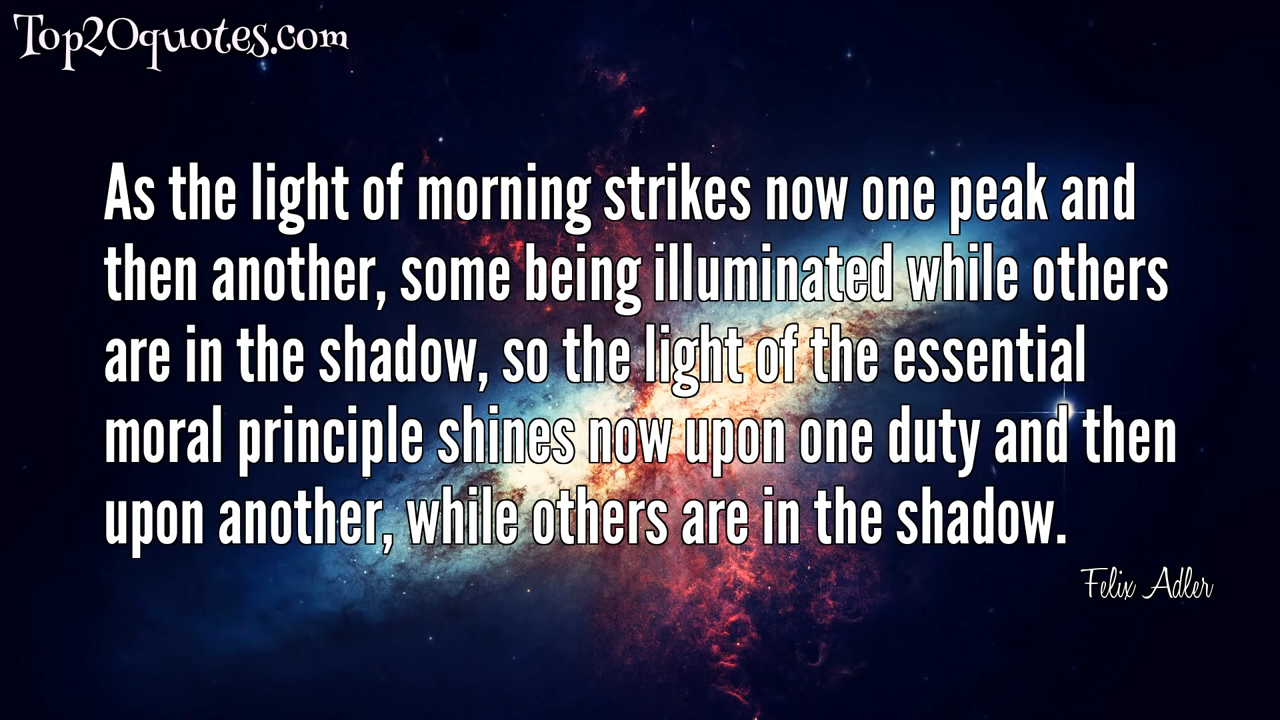 Top20quotes.com
As the light of morning strikes now one peak and
then another, some being illuminated while others
are in the shadow, so the light of the essential
moral principle shines now upon one duty and then
upon another, while others are in the shadow.
Felix Adler